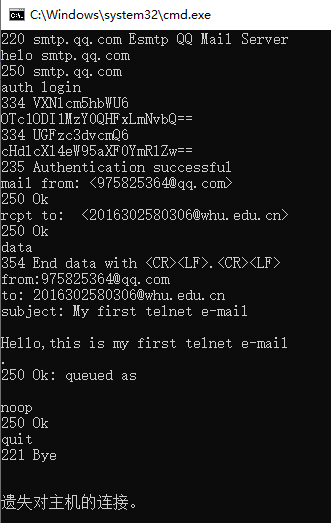 C:\Windows\system32\cmd.exe
220 smtp.qq.com Esmtp QQ Mail Server
helo smtp.qq.com
250 smtp.qq.com
auth login
334 VXNlcm5hbWU6
OTc1ODI1MzY0QHFxLmNvbQ==
334 UGFzc3dvcmQ6
235 Authentication successful
mail from: <975825364@qq.com>
250 Ok
rcpt to:  <2016302580306@whu.edu.cn>
250 Ok
data
354 End data with <CR><LF>.<CR><LF>
from:975825364@qq.com
to: 2016302580306@whu.edu.cn
subject: My first telnet e-mail
Hello,this is my first telnet e-mail
.
250 Ok: queued as
noop
250 Ok
quit
221 Bye
遗失对主机的连接。